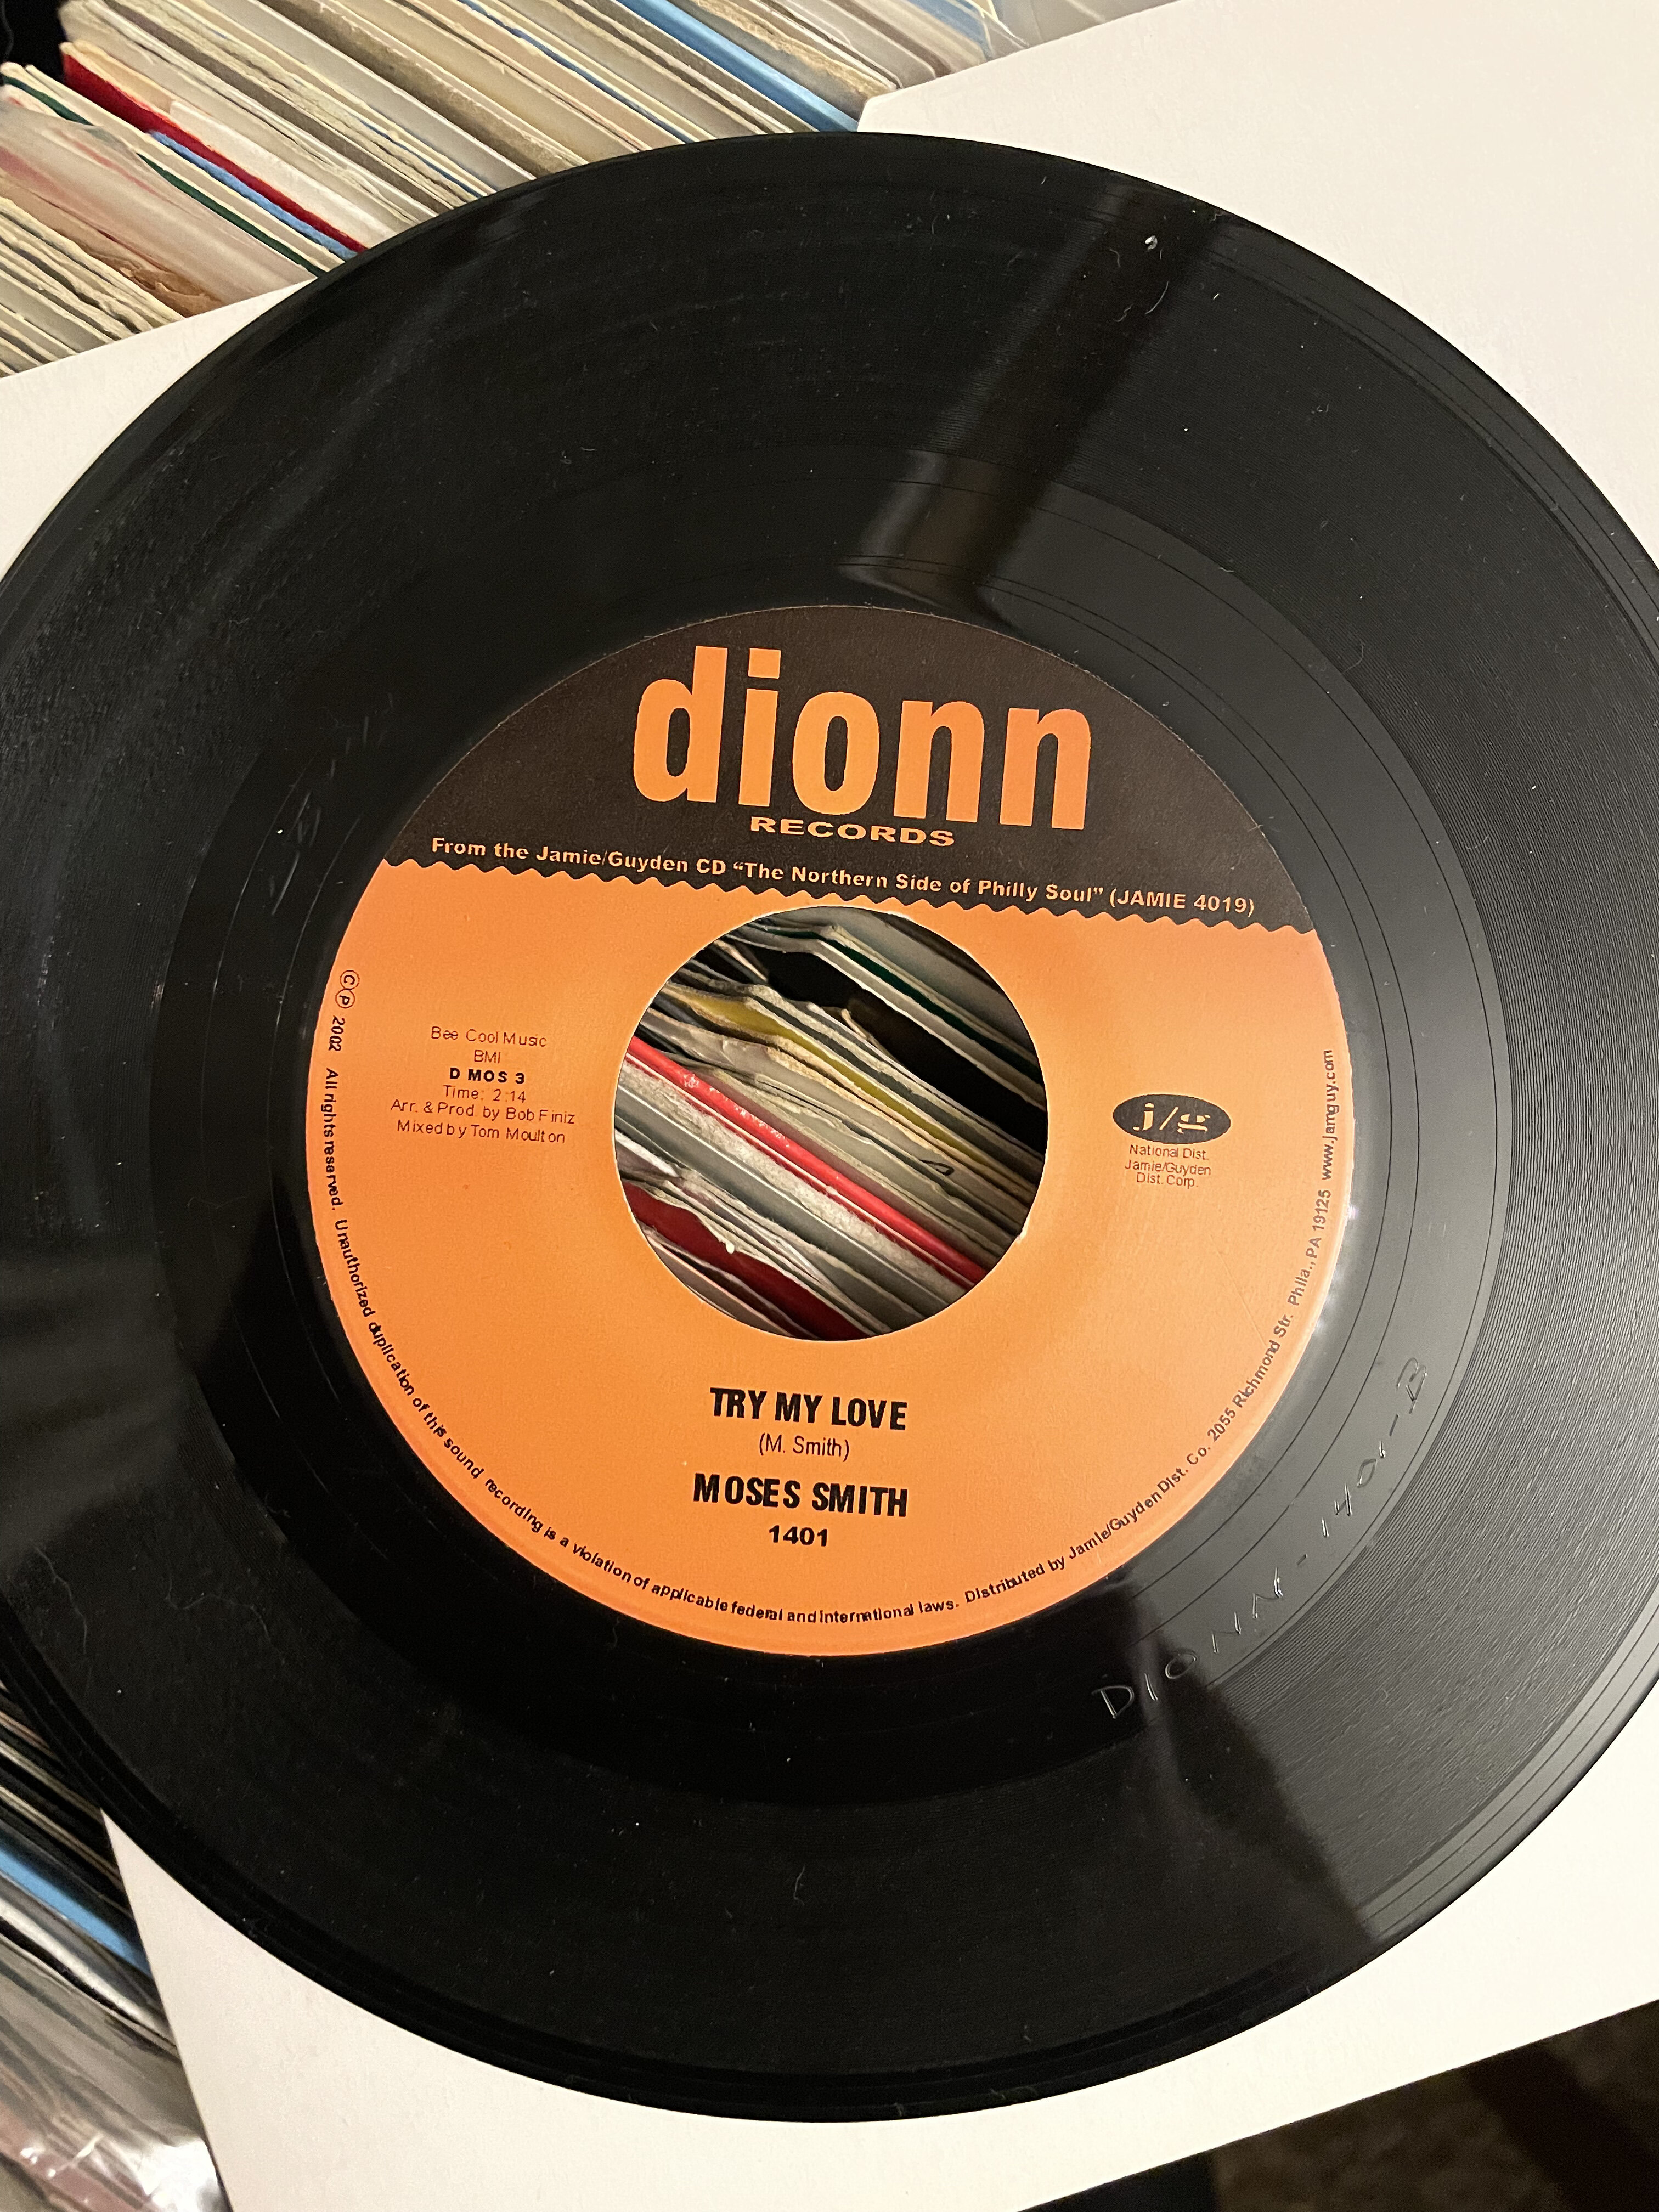 dionn
RECORDS
From the Jamie/Guyden CD “The Northern Side of Philly Soul” (JAMIE 4019)
Bee Cool Music
BMI
D MOS 3
Time: 2:14
Arr. & Prod. by Bob Finiz
Mixed by Tom Moulton
j/g
National Dist.
Jamie/Guyden
Dist. Corp.
TRY MY LOVE
(M. Smith)
MOSES SMITH
1401
©℗ 2002 All rights reserved. Unauthorized duplication of this sound recording is a violation of applicable federal and international laws. Distributed by Jamie/Guyden Dist. Co. 2055 Richmond Str. Phila., PA 19125 www.jamguy.com
DIONN-1401-B